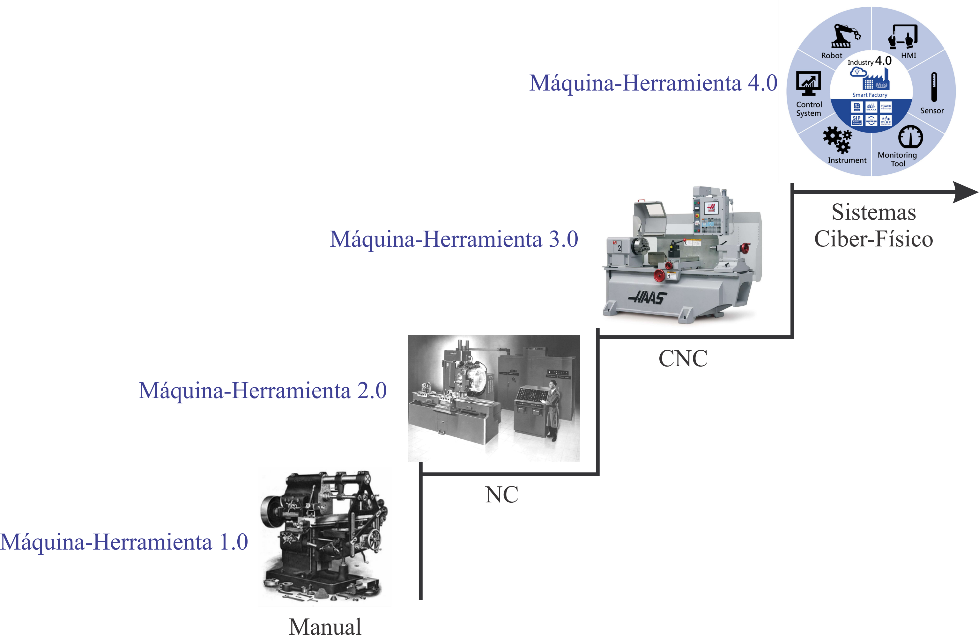 Máquina-Herramienta 4.0
Robot
HMI
Industry 4.0
Smart Factory
Control
System
Sensor
Instrument
Monitoring
Tool
Sistemas
Ciber-Físico
Máquina-Herramienta 3.0
HAAS
CNC
Máquina-Herramienta 2.0
NC
Máquina-Herramienta 1.0
Manual